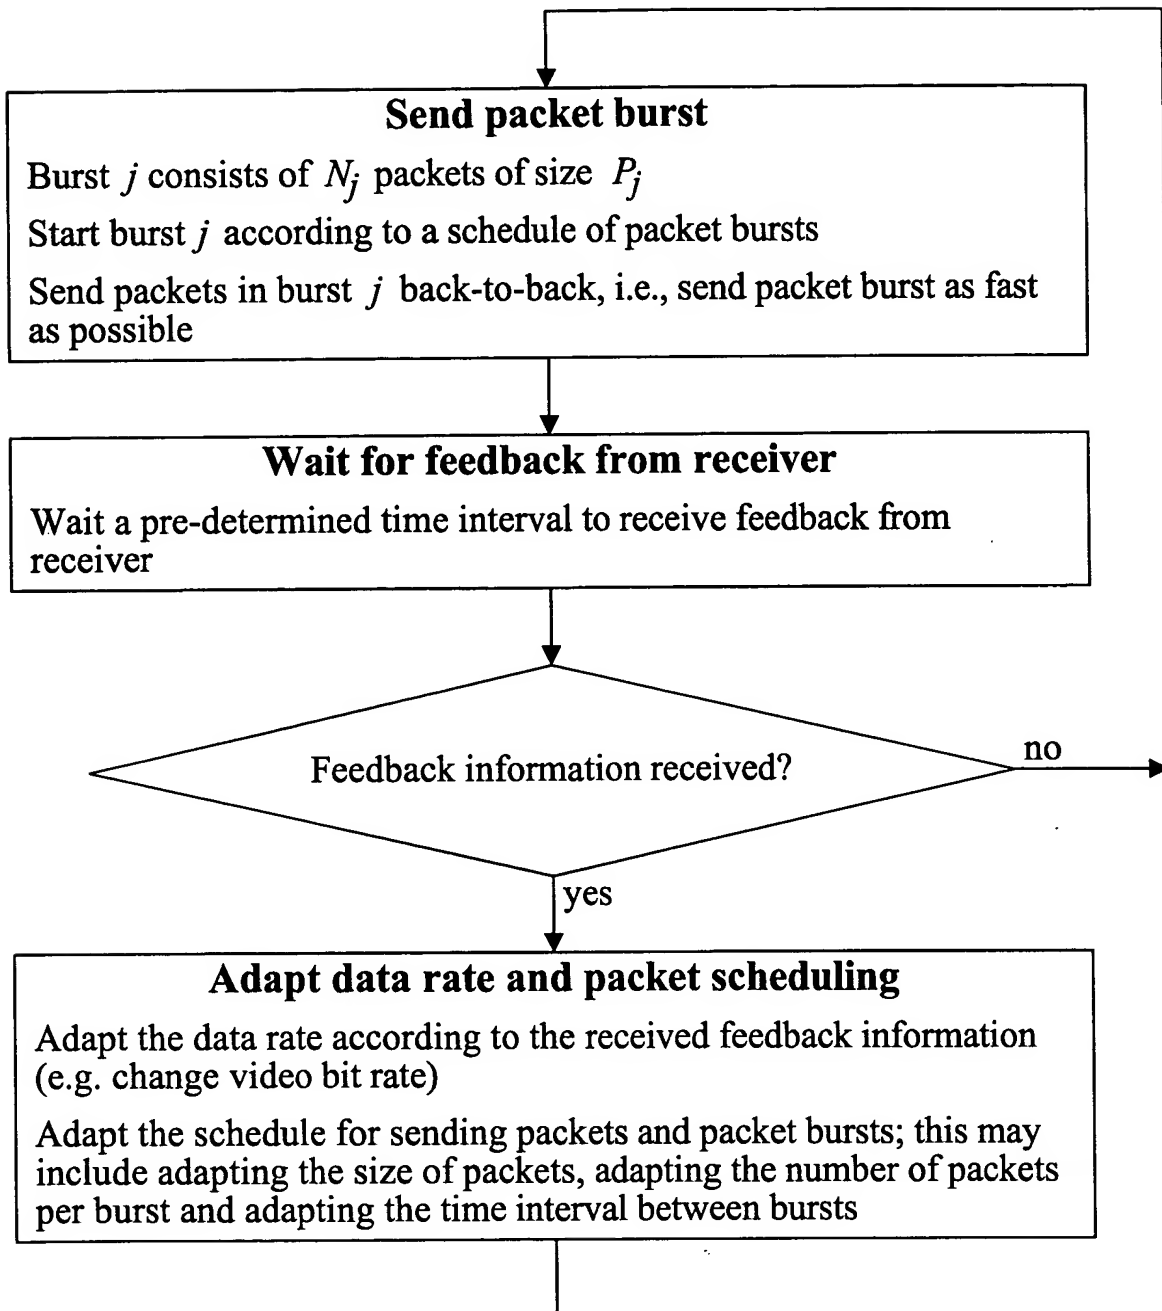 Send packet burst
Burst j consists of N_j packets of size P_j
Start burst j according to a schedule of packet bursts
Send packets in burst j back-to-back, i.e., send packet burst as fast
as possible
Wait for feedback from receiver
Wait a pre-determined time interval to receive feedback from
receiver
Feedback information received?
no
yes
Adapt data rate and packet scheduling
Adapt the data rate according to the received feedback information
(e.g. change video bit rate)
Adapt the schedule for sending packets and packet bursts; this may
include adapting the size of packets, adapting the number of packets
per burst and adapting the time interval between bursts